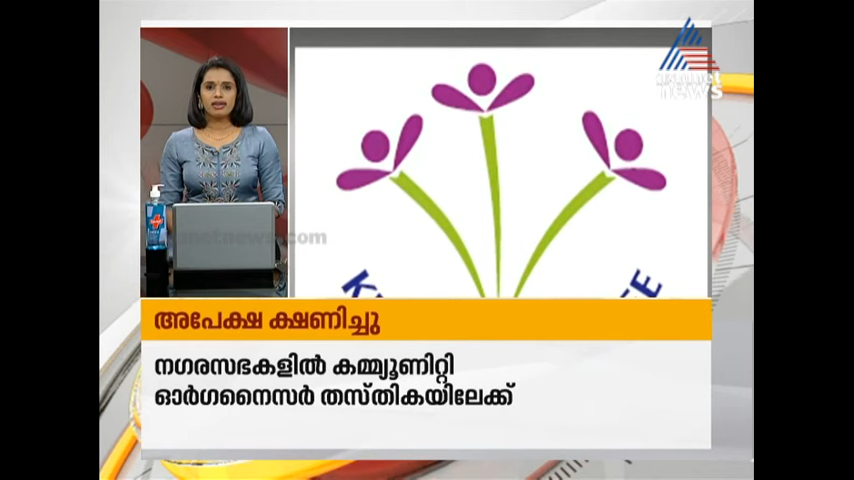 asianet
news
അപേക്ഷ ക്ഷണിച്ചു
നഗരസഭകളിൽ കമ്മ്യൂണിറ്റി
ഓർഗനൈസർ തസ്തികയിലേക്ക്